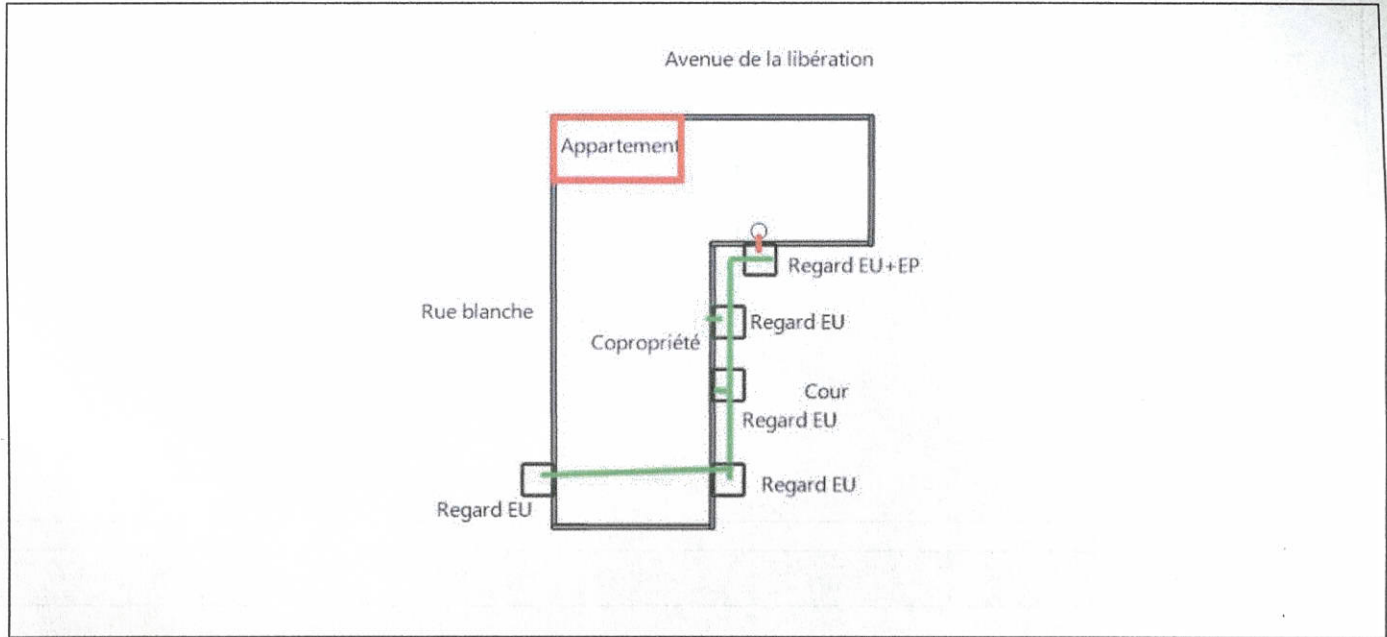 Avenue de la libération
Appartement
Regard EU+EP
Rue blanche
Regard EU
Copropriété
Cour
Regard EU
Regard EU
Regard EU